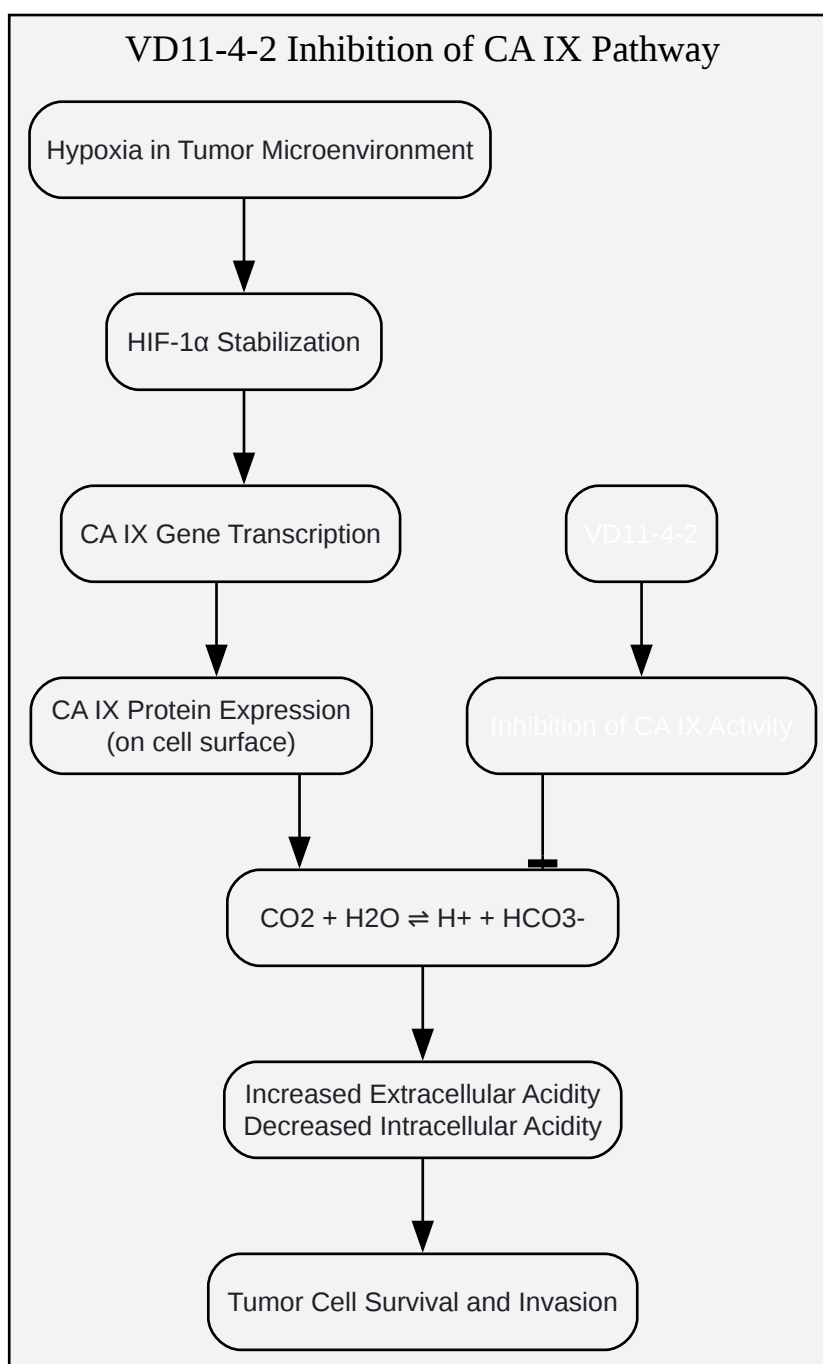 VD11-4-2 Inhibition of CA IX Pathway
Hypoxia in Tumor Microenvironment
HIF-1α Stabilization
CA IX Gene Transcription
VD11-4-2
CA IX Protein Expression
(on cell surface)
Inhibition of CA IX Activity
CO2 + H2O ⇌ H+ + HCO3-
Increased Extracellular Acidity
Decreased Intracellular Acidity
Tumor Cell Survival and Invasion